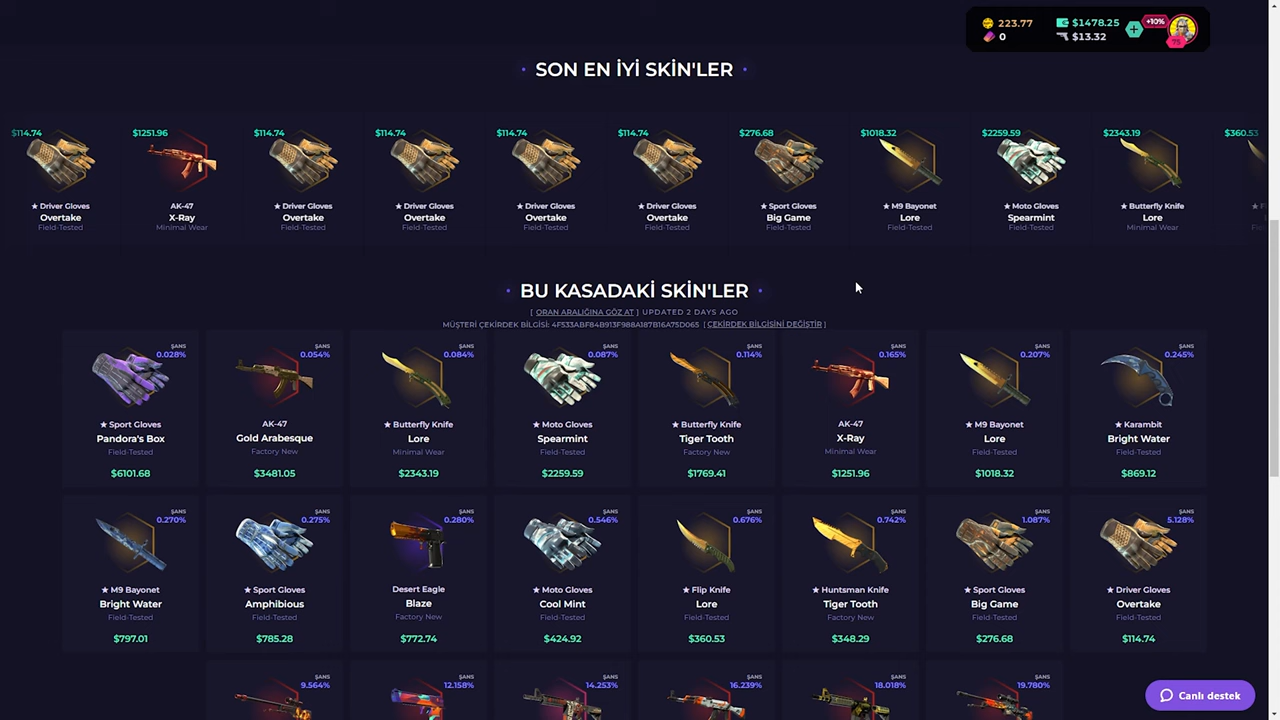 223.77
$1478.25
+10%
0
$13.32
SON EN İYİ SKİN'LER
$114.74
$1251.96
$114.74
$114.74
$114.74
$114.74
$276.68
$1018.32
$2259.59
$2343.19
$360.53
★ Driver Gloves
Overtake
Field-Tested
AK-47
X-Ray
Minimal Wear
★ Driver Gloves
Overtake
Field-Tested
★ Driver Gloves
Overtake
Field-Tested
★ Driver Gloves
Overtake
Field-Tested
★ Driver Gloves
Overtake
Field-Tested
★ Sport Gloves
Big Game
Field-Tested
★ M9 Bayonet
Lore
Field-Tested
★ Moto Gloves
Spearmint
Field-Tested
★ Butterfly Knife
Lore
Minimal Wear
BU KASADAKİ SKİN'LER
[ ORAN ARALIĞINA GÖZ AT ] UPDATED 2 DAYS AGO
MÜŞTERİ ÇEKİRDEK BİLGİSİ: 4F533ABF84B913F988A187B16A75D065 [ ÇEKİRDEK BİLGİSİNİ DEĞİŞTİR ]
ŞANS
0.028%
★ Sport Gloves
Pandora's Box
Field-Tested
$6101.68
ŞANS
0.054%
AK-47
Gold Arabesque
Factory New
$3481.05
ŞANS
0.084%
★ Butterfly Knife
Lore
Minimal Wear
$2343.19
ŞANS
0.087%
★ Moto Gloves
Spearmint
Field-Tested
$2259.59
ŞANS
0.114%
★ Butterfly Knife
Tiger Tooth
Factory New
$1769.41
ŞANS
0.165%
AK-47
X-Ray
Minimal Wear
$1251.96
ŞANS
0.207%
★ M9 Bayonet
Lore
Field-Tested
$1018.32
ŞANS
0.245%
★ Karambit
Bright Water
Field-Tested
$869.12
ŞANS
0.270%
★ M9 Bayonet
Bright Water
Field-Tested
$797.01
ŞANS
0.275%
★ Sport Gloves
Amphibious
Field-Tested
$785.28
ŞANS
0.280%
Desert Eagle
Blaze
Factory New
$772.74
ŞANS
0.546%
★ Moto Gloves
Cool Mint
Field-Tested
$424.92
ŞANS
0.676%
★ Flip Knife
Lore
Field-Tested
$360.53
ŞANS
0.742%
★ Huntsman Knife
Tiger Tooth
Factory New
$348.29
ŞANS
1.087%
★ Sport Gloves
Big Game
Field-Tested
$276.68
ŞANS
5.128%
★ Driver Gloves
Overtake
Field-Tested
$114.74
ŞANS
9.564%
ŞANS
12.158%
ŞANS
14.253%
ŞANS
16.239%
ŞANS
18.018%
ŞANS
19.780%
Canlı destek